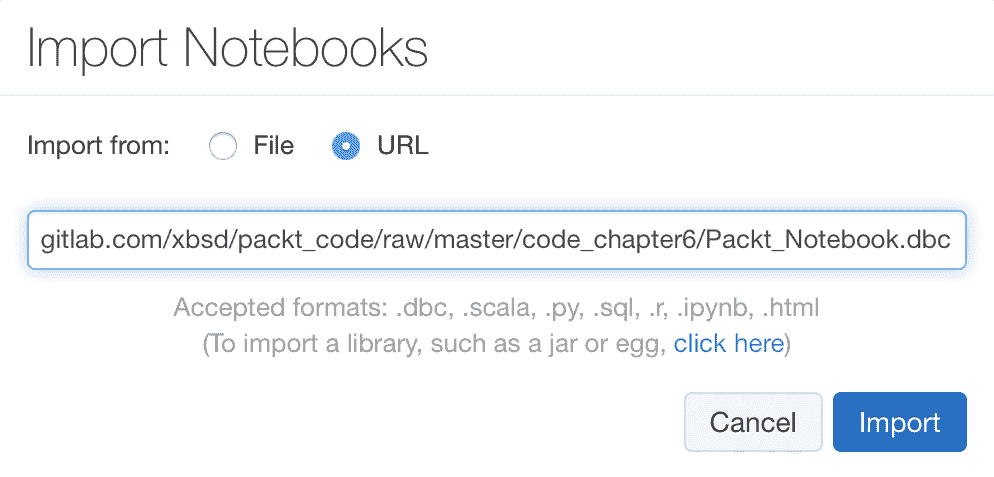 Import Notebooks
Import from: File URL
gitlab.com/xbsd/packt_code/raw/master/code_chapter6/Packt_Notebook.dbc
Accepted formats: .dbc, .scala, .py, .sql, .r, .ipynb, .html
(To import a library, such as a jar or egg, click here)
Cancel Import